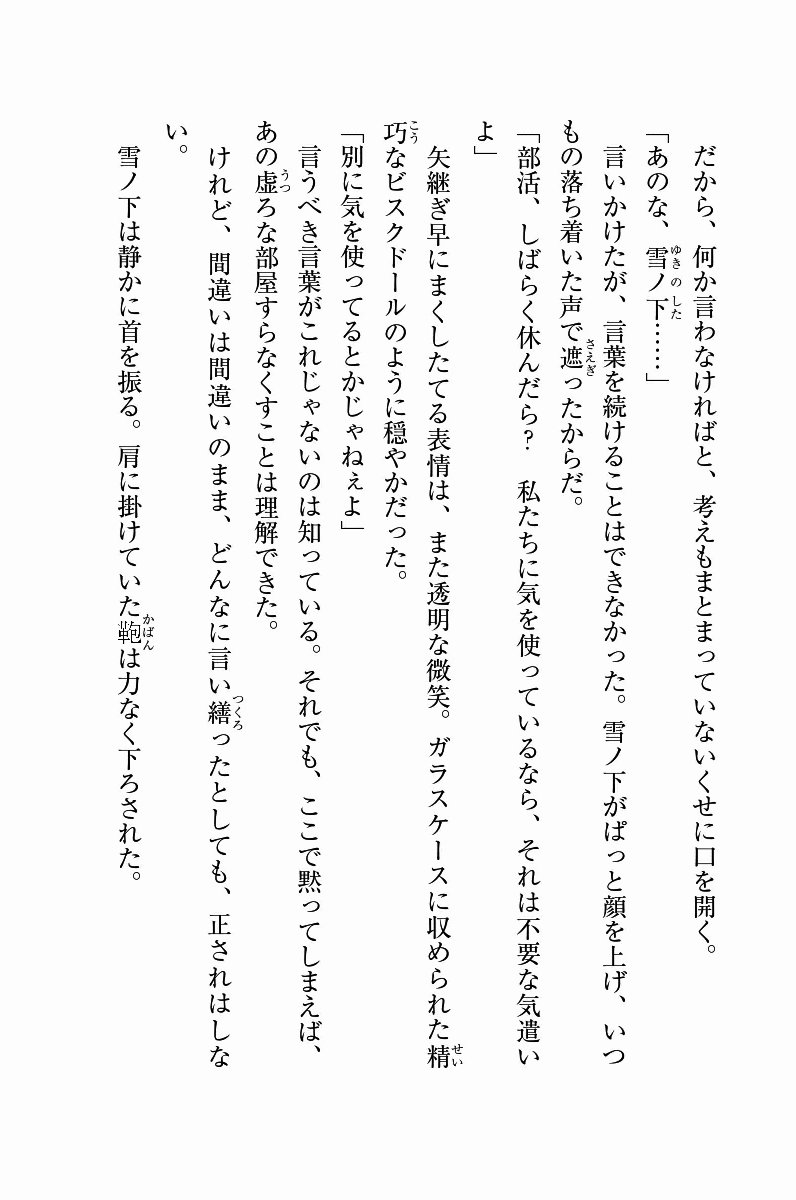 だから、何か言わなければと、考えもまとまっていないくせに口を開く。
「あのな、雪ノ下……」
言いかけたが、言葉を続けることはできなかった。雪ノ下がぱっと顔を上げ、いつ
もの落ち着いた声で遮ったからだ。
「部活、しばらく休んだら？　私たちに気を使っているなら、それは不要な気遣い
よ」
矢継ぎ早にまくしたてる表情は、また透明な微笑。ガラスケースに収められた精
巧なビスクドールのように穏やかだった。
「別に気を使ってるとかじゃねぇよ」
言うべき言葉がこれじゃないのは知っている。それでも、ここで黙ってしまえば、
あの虚ろな部屋すらなくすことは理解できた。
けれど、間違いは間違いのまま、どんなに言い繕ったとしても、正されはしな
い。
雪ノ下は静かに首を振る。肩に掛けていた鞄は力なく下ろされた。